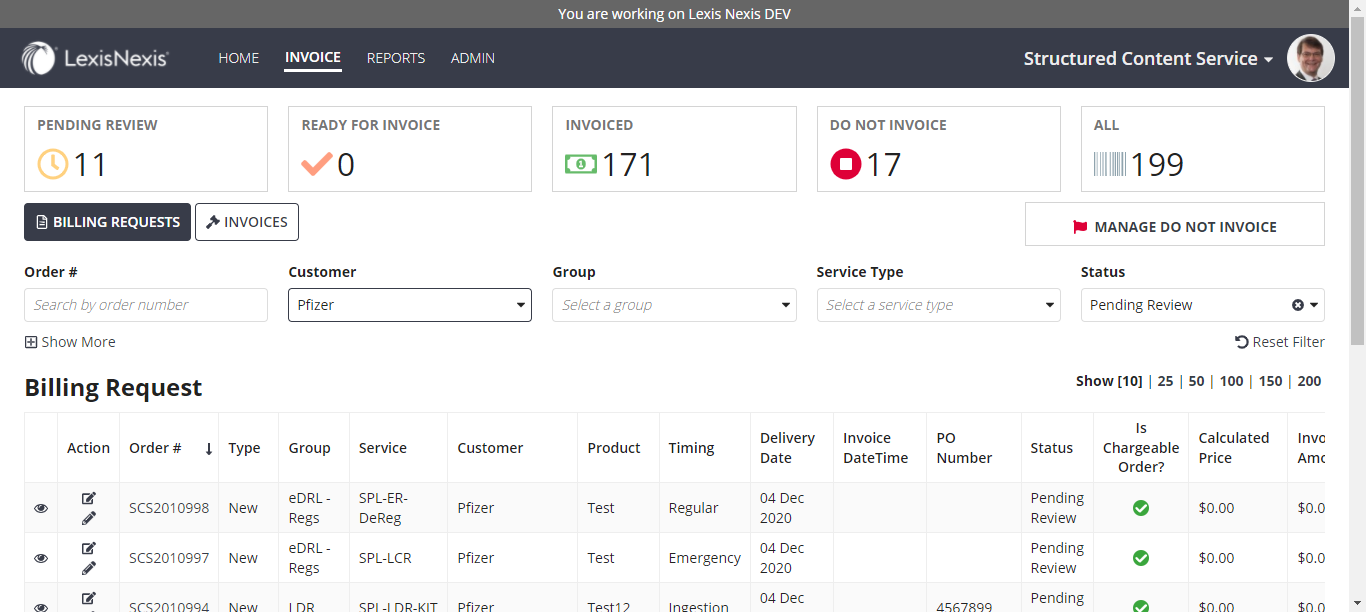 You are working on Lexis Nexis DEV
LexisNexis® HOME INVOICE REPORTS ADMIN Structured Content Service
PENDING REVIEW READY FOR INVOICE INVOICED DO NOT INVOICE ALL
11 0 171 17 199
BILLING REQUESTS INVOICES MANAGE DO NOT INVOICE
Order # Customer Group Service Type Status
Search by order number Pfizer Select a group Select a service type Pending Review
Show More Reset Filter
Billing Request Show [10] | 25 | 50 | 100 | 150 | 200
Action Order # Type Group Service Customer Product Timing Delivery Date Invoice DateTime PO Number Status Is Chargeable Order? Calculated Price
SCS2010998 New eDRL - Regs SPL-ER-DeReg Pfizer Test Regular 04 Dec 2020 Pending Review $0.00 $0.0
SCS2010997 New eDRL - Regs SPL-LCR Pfizer Test Emergency 04 Dec 2020 Pending Review $0.00 $0.0
SCS2010994 New LDR SPL-LDR-KIT Pfizer Test12 Ingestion 04 Dec 4567899 Pending $0.00 $0.0